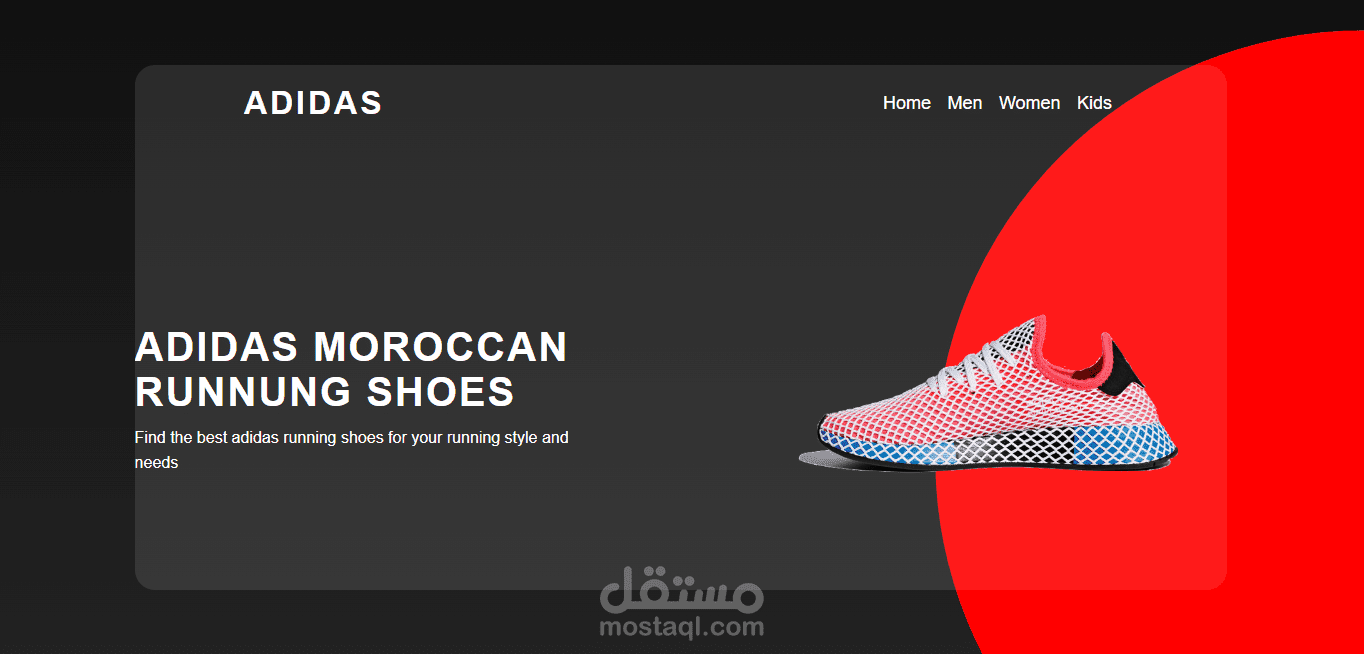 ADIDAS
Home Men Women Kids
ADIDAS MOROCCAN
RUNNUNG SHOES
Find the best adidas running shoes for your running style and
needs
مستقل
mostaql.com